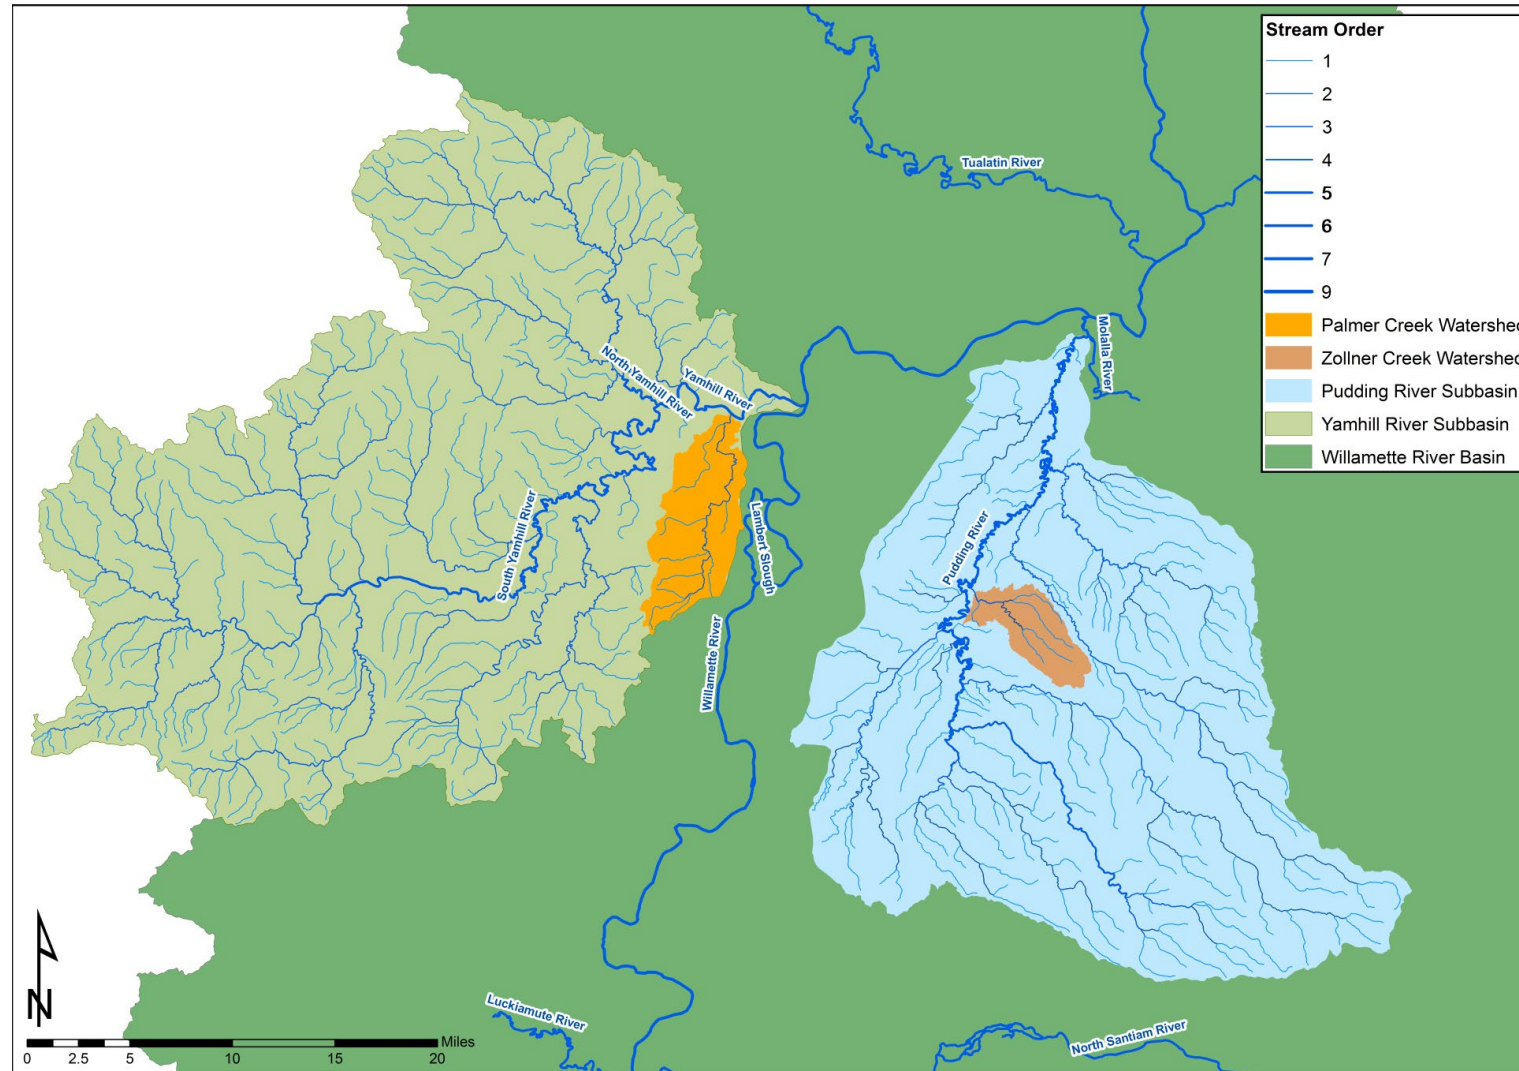 Stream Order
1
2
3
4
5
6
7
9
Palmer Creek Watershed
Zollner Creek Watershed
Pudding River Subbasin
Yamhill River Subbasin
Willamette River Basin
Tualatin River
Molalla River
North Yamhill River
Yamhill River
South Yamhill River
Lambert Slough
Pudding River
Willamette River
Luckiamute River
North Santiam River
N
Miles
0 2.5 5 10 15 20